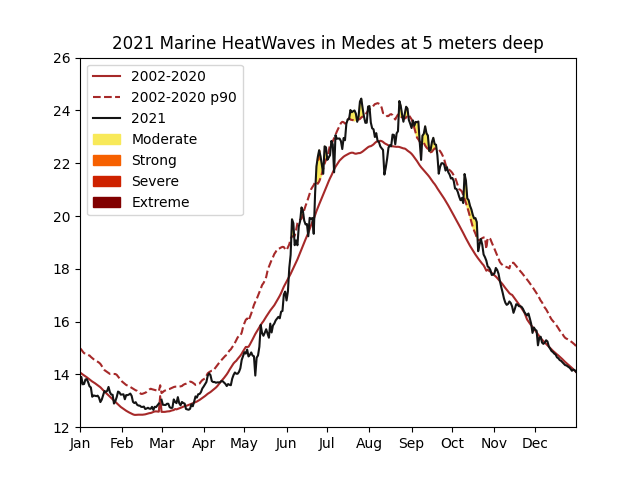 2021 Marine HeatWaves in Medes at 5 meters deep
26
24
22
20
18
16
14
12
2002-2020
2002-2020 p90
2021
Moderate
Strong
Severe
Extreme
Jan Feb Mar Apr May Jun Jul Aug Sep Oct Nov Dec